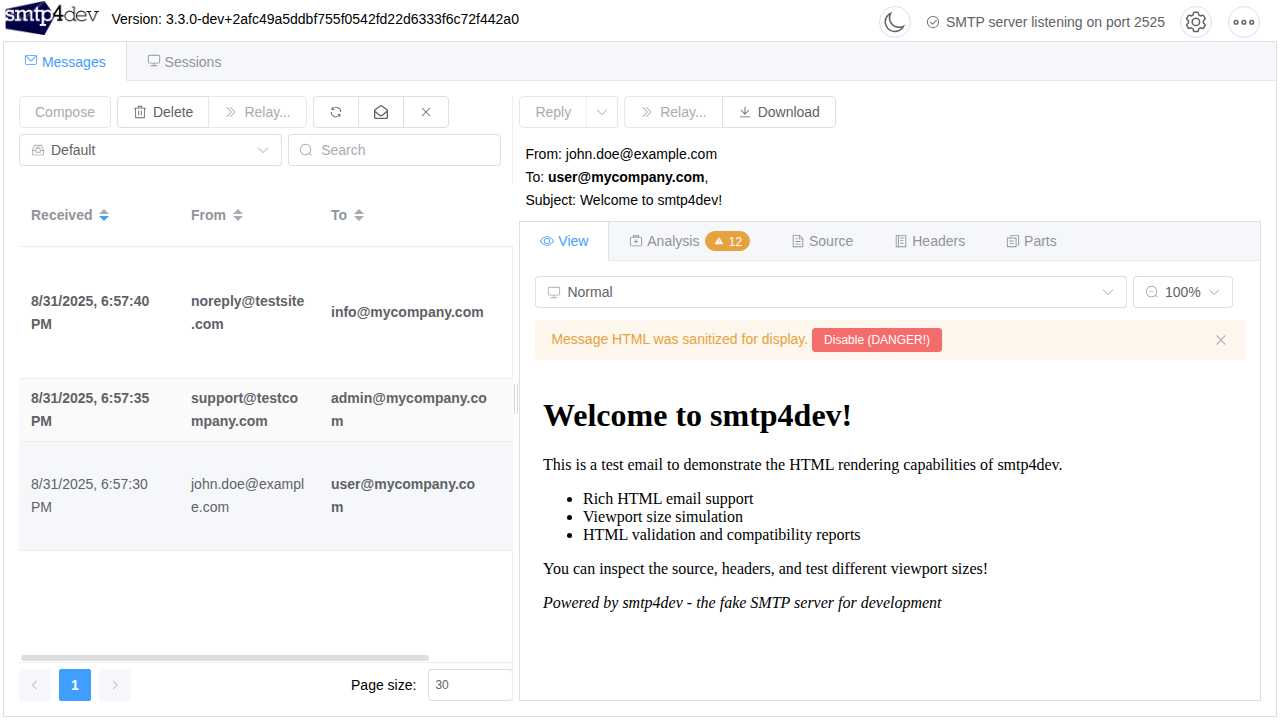 smtp4dev Version: 3.3.0-dev+2afc49a5ddbf755f0542fd22d6333f6c72f442a0 SMTP server listening on port 2525
Messages Sessions
Compose Delete Relay...
Default Search
Received From To
8/31/2025, 6:57:40 PM noreply@testsite.com info@mycompany.com
8/31/2025, 6:57:35 PM support@testcompany.com admin@mycompany.com
8/31/2025, 6:57:30 PM john.doe@example.com user@mycompany.com
1 Page size: 30
Reply Relay... Download
From: john.doe@example.com
To: user@mycompany.com,
Subject: Welcome to smtp4dev!
View Analysis 12 Source Headers Parts
Normal 100%
Message HTML was sanitized for display. Disable (DANGER!)
Welcome to smtp4dev!
This is a test email to demonstrate the HTML rendering capabilities of smtp4dev.
• Rich HTML email support
• Viewport size simulation
• HTML validation and compatibility reports
You can inspect the source, headers, and test different viewport sizes!
Powered by smtp4dev - the fake SMTP server for development